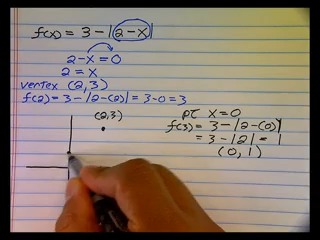 f(x) = 3 - |2-x|
2-x = 0
2 = x
vertex (2,3)
f(2) = 3 - |2-(2)| = 3-0 = 3
(2,3)
pt x=0
f(3) = 3 - |2-(0)|
= 3 - |2| = 1
(0,1)